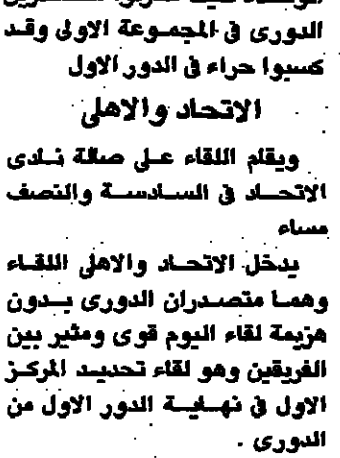 الدورى فى المجموعة الاولى وقد
كسبوا حراء فى الدور الاول
الاتحاد والاهلى
ويقام اللقاء على صالة نادى
الاتحاد فى السادسة والنصف
مساء
يدخل الاتحاد والاهلى اللقاء
وهما متصدران الدورى بدون
هزيمة لقاء اليوم قوى ومثير بين
الفريقين وهو لقاء تحديد المركز
الاول فى نهاية الدور الاول من
الدورى .